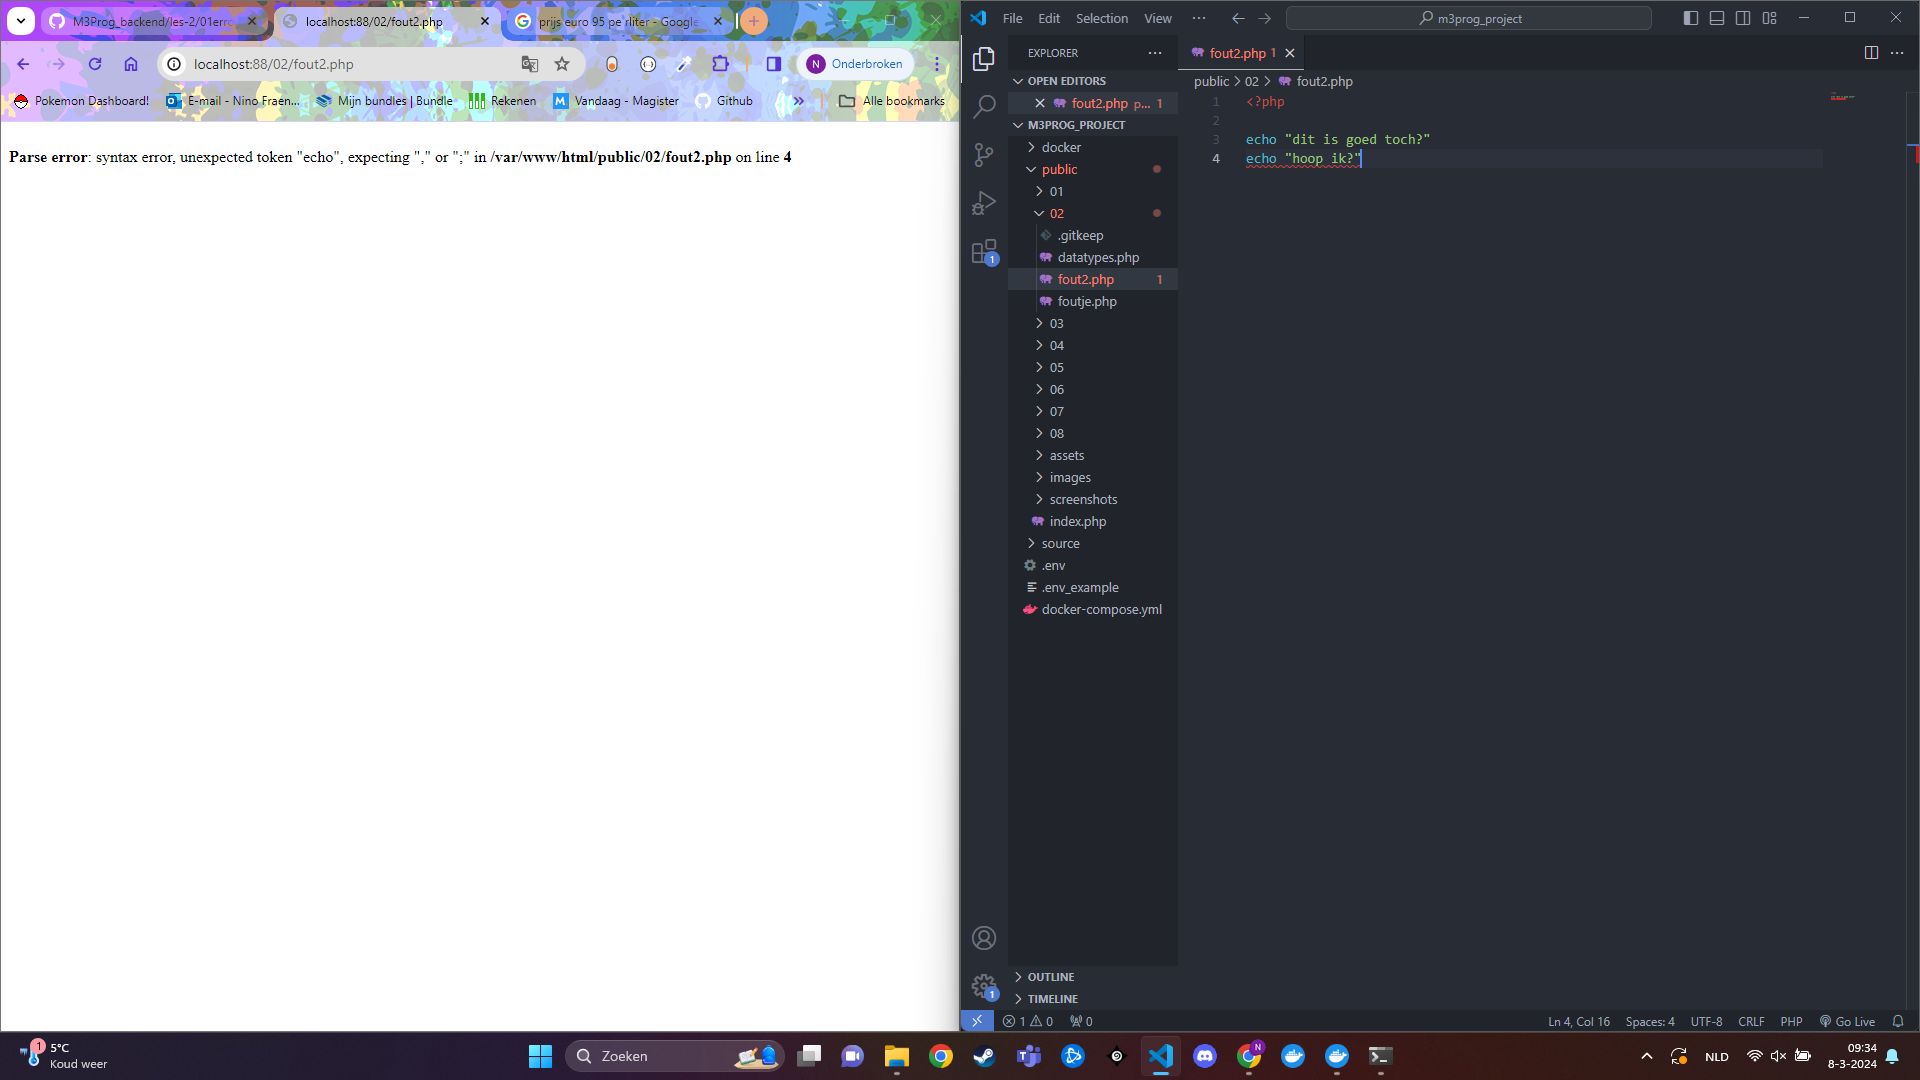 M3Prog_backend/les-2/01erro
localhost:88/02/fout2.php
prijs euro 95 pe rliter - Google
localhost:88/02/fout2.php
N Onderbroken
Pokemon Dashboard!
E-mail - Nino Fraen...
Mijn bundles | Bundle
Rekenen
Vandaag - Magister
Github
Alle bookmarks
Parse error: syntax error, unexpected token "echo", expecting "," or ";" in /var/www/html/public/02/fout2.php on line 4
File Edit Selection View
m3prog_project
EXPLORER
OPEN EDITORS
fout2.php p... 1
M3PROG_PROJECT
docker
public
01
02
.gitkeep
datatypes.php
fout2.php 1
foutje.php
03
04
05
06
07
08
assets
images
screenshots
index.php
source
.env
.env_example
docker-compose.yml
OUTLINE
TIMELINE
1
1
fout2.php 1
public > 02 > fout2.php
1 <?php
2
3 echo "dit is goed toch?"
4 echo "hoop ik?"
1 0 0
Ln 4, Col 16 Spaces: 4 UTF-8 CRLF PHP Go Live
1
5°C
Koud weer
Zoeken
N
NLD
09:34
8-3-2024